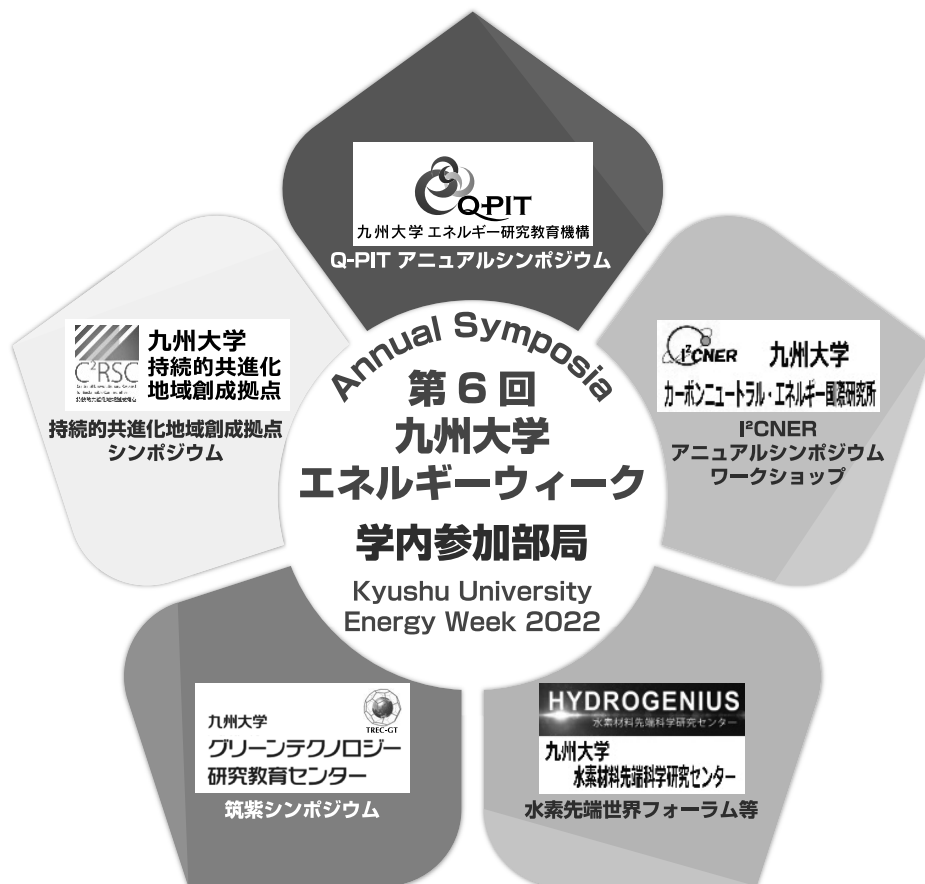 Q-PIT
九州大学 エネルギー研究教育機構
Q-PIT アニュアルシンポジウム
C²RSC
九州大学
持続的共進化
地域創成拠点
持続的共進化地域創成拠点
シンポジウム
Annual Symposia
第6回
九州大学
エネルギーウィーク
学内参加部局
Kyushu University
Energy Week 2022
I²CNER 九州大学
カーボンニュートラル・エネルギー国際研究所
I²CNER
アニュアルシンポジウム
ワークショップ
TREC-GT
九州大学
グリーンテクノロジー
研究教育センター
筑紫シンポジウム
HYDROGENIUS
水素材料先端科学研究センター
九州大学
水素材料先端科学研究センター
水素先端世界フォーラム等